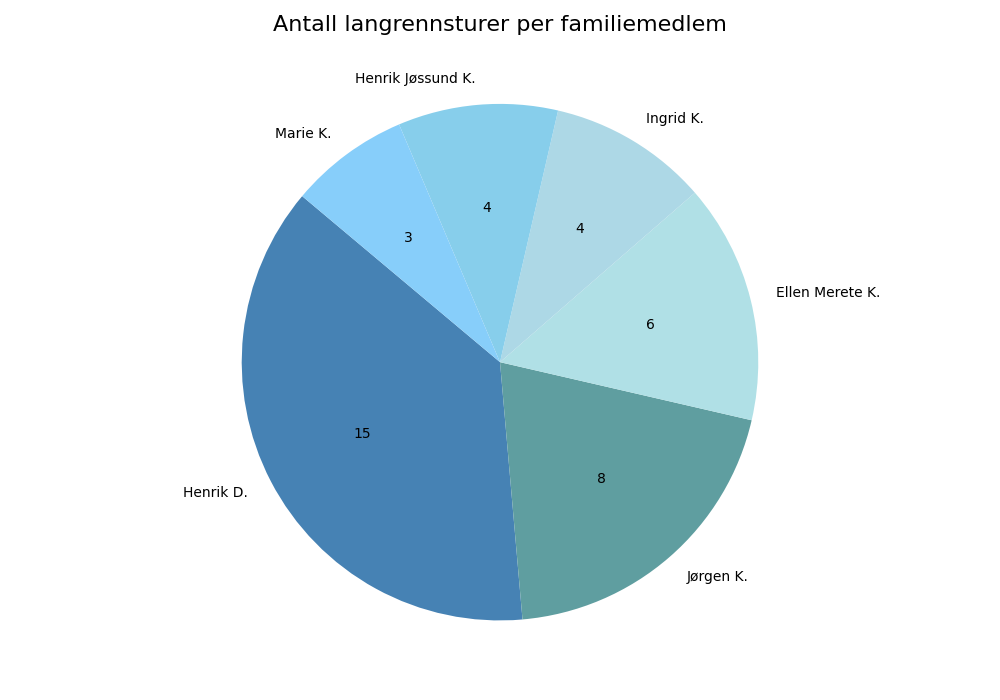 Antall langrennsturer per familiemedlem
Henrik Jøssund K.
Ingrid K.
Marie K.
4
4
3
Ellen Merete K.
6
15
8
Henrik D.
Jørgen K.